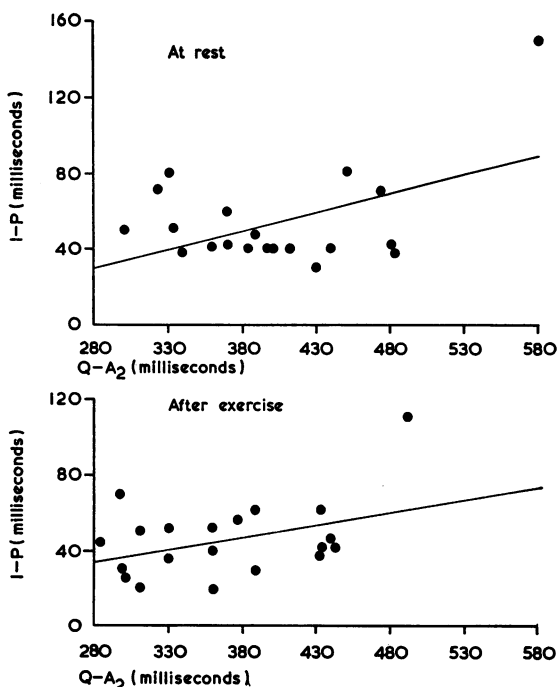 160
At rest
120
80
40
0
I-P (milliseconds)
280 330 380 430 480 530 580
Q-A2 (milliseconds)
120
After exercise
80
40
0
I-P (milliseconds)
280 330 380 430 480 530 580
Q-A2 (milliseconds).